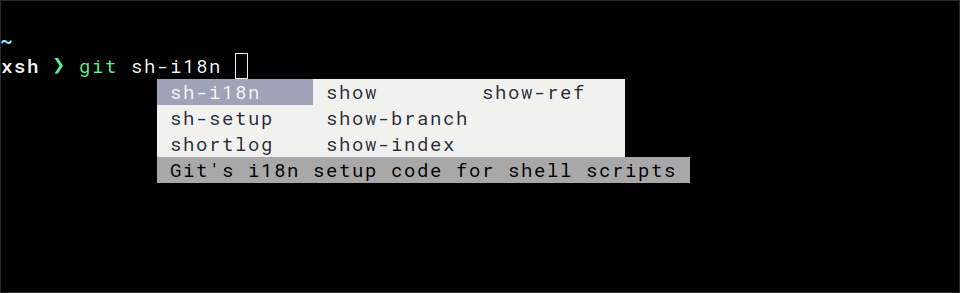 ~
xsh ❯ git sh-i18n
sh-i18n show show-ref
sh-setup show-branch
shortlog show-index
Git's i18n setup code for shell scripts